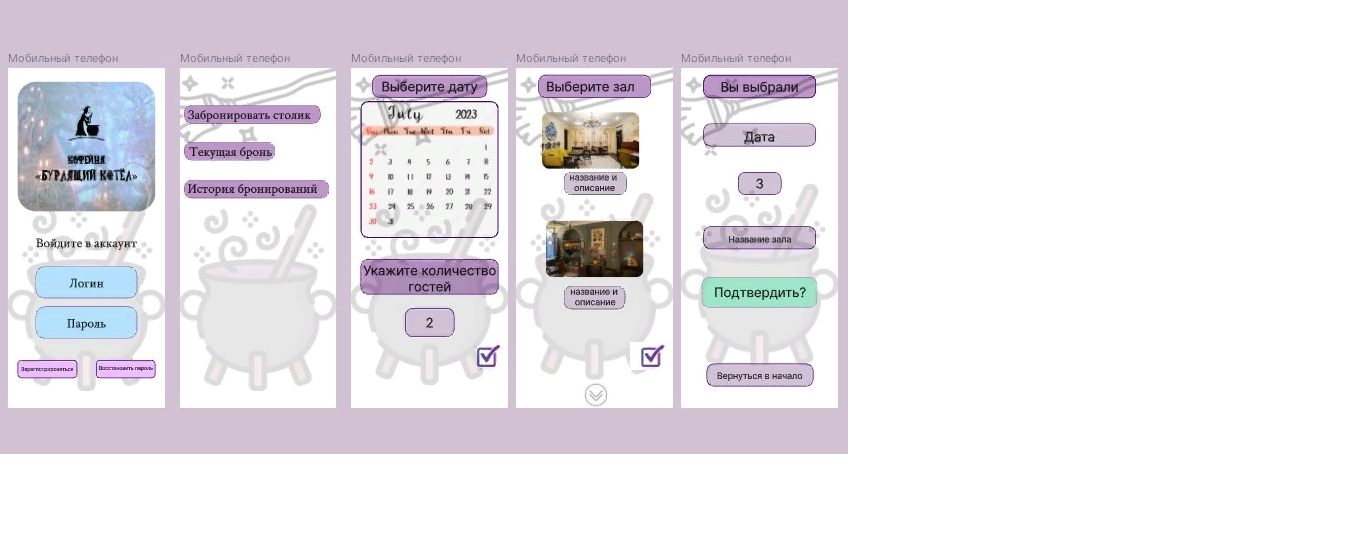 Мобильный телефон
КОФЕЙНЯ
«БУРЛЯЩИЙ КОТЁЛ»
Войдите в аккаунт
Логин
Пароль
Зарегистрироваться
Восстановить пароль
Мобильный телефон
Забронировать столик
Текущая бронь
История бронирований
Мобильный телефон
Выберите дату
July 2023
Sun Mon Tue Wed Thu Fri Sat
1
2 3 4 5 6 7 8
9 10 11 12 13 14 15
16 17 18 19 20 21 22
23 24 25 26 27 28 29
30 31
Укажите количество
гостей
2
Мобильный телефон
Выберите зал
название и
описание
название и
описание
Мобильный телефон
Вы выбрали
Дата
3
Название зала
Подтвердить?
Вернуться в начало